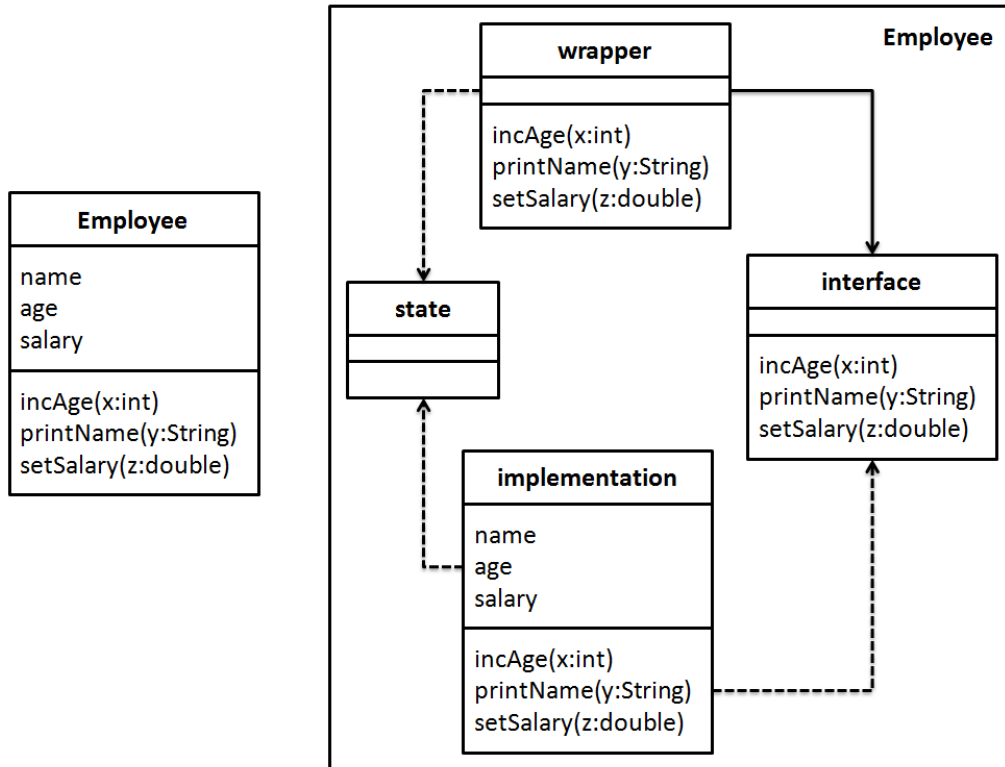 Employee
name
age
salary
incAge(x:int)
printName(y:String)
setSalary(z:double)
Employee
wrapper
incAge(x:int)
printName(y:String)
setSalary(z:double)
state
interface
incAge(x:int)
printName(y:String)
setSalary(z:double)
implementation
name
age
salary
incAge(x:int)
printName(y:String)
setSalary(z:double)